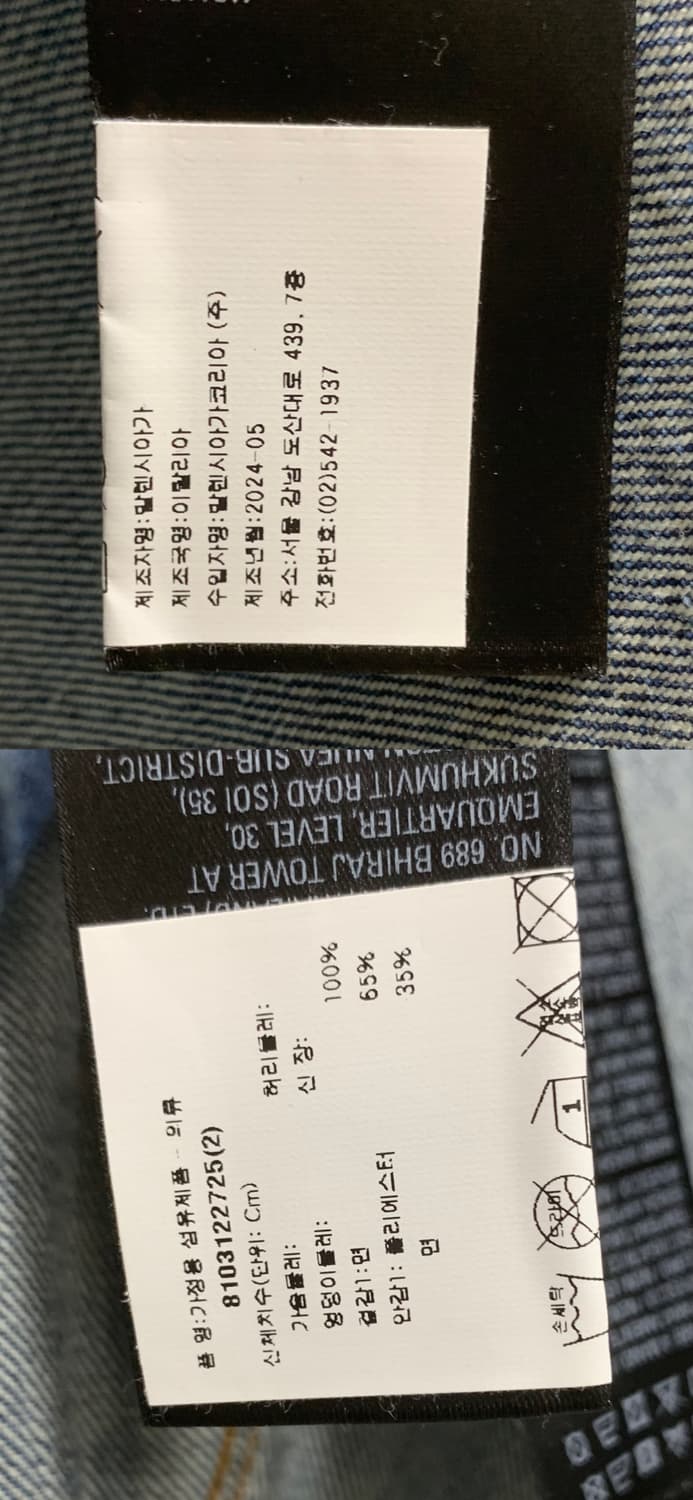 제조자명:발렌시아가
제조국명:이탈리아
수입자명:발렌시아가코리아 (주)
제조년월:2024-05
주소:서울 강남 도산대로 439, 7층
전화번호:(02)542-1937
NO. 689 BHIRAJ TOWER AT
EMQUARTIER, LEVEL 30,
SUKHUMVIT ROAD (SOI 35),
SUB-DISTRICT,
품 명:가정용 섬유제품 - 의류
8103122725(2)
신체치수(단위: Cm)
가슴둘레: 허리둘레:
엉덩이둘레: 신 장:
겉감1:면 100%
안감1: 폴리에스터 65%
면 35%
손세탁
드라이
1